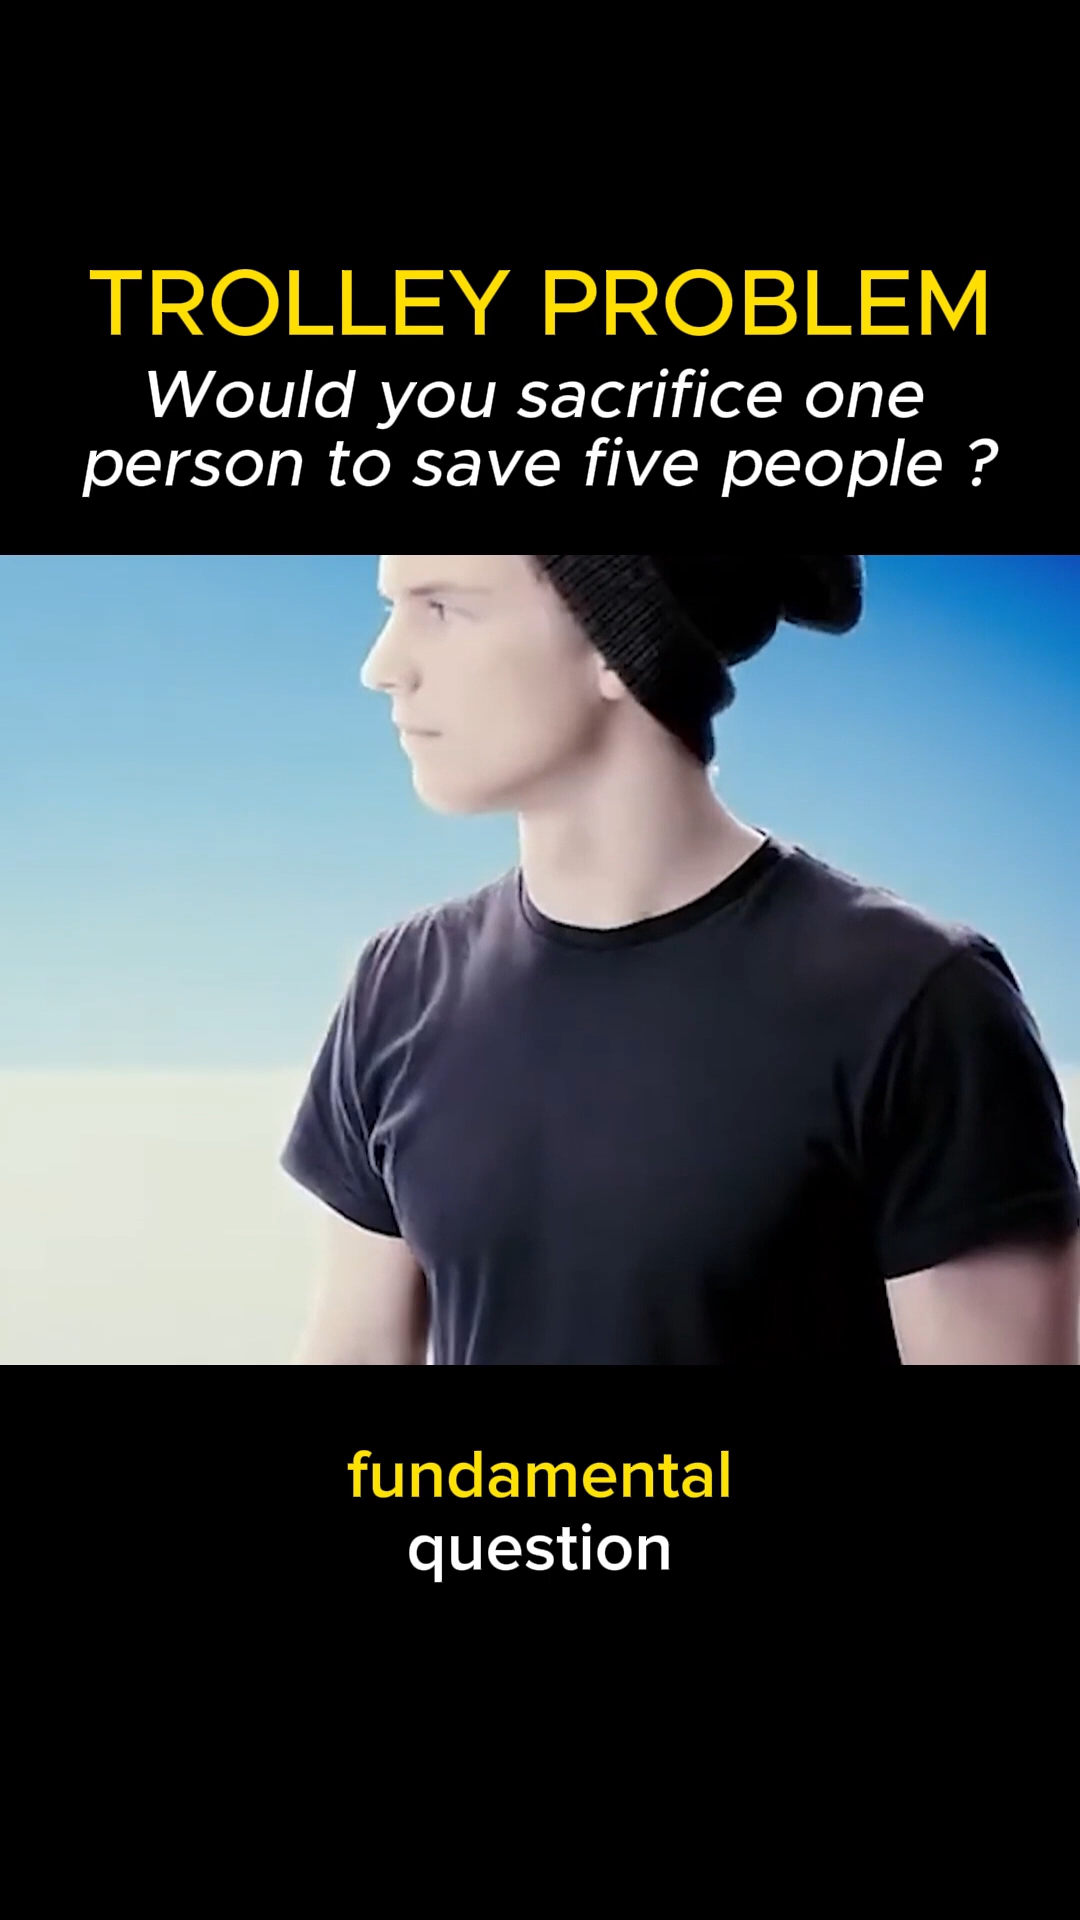 TROLLEY PROBLEM
Would you sacrifice one
person to save five people ?
fundamental
question